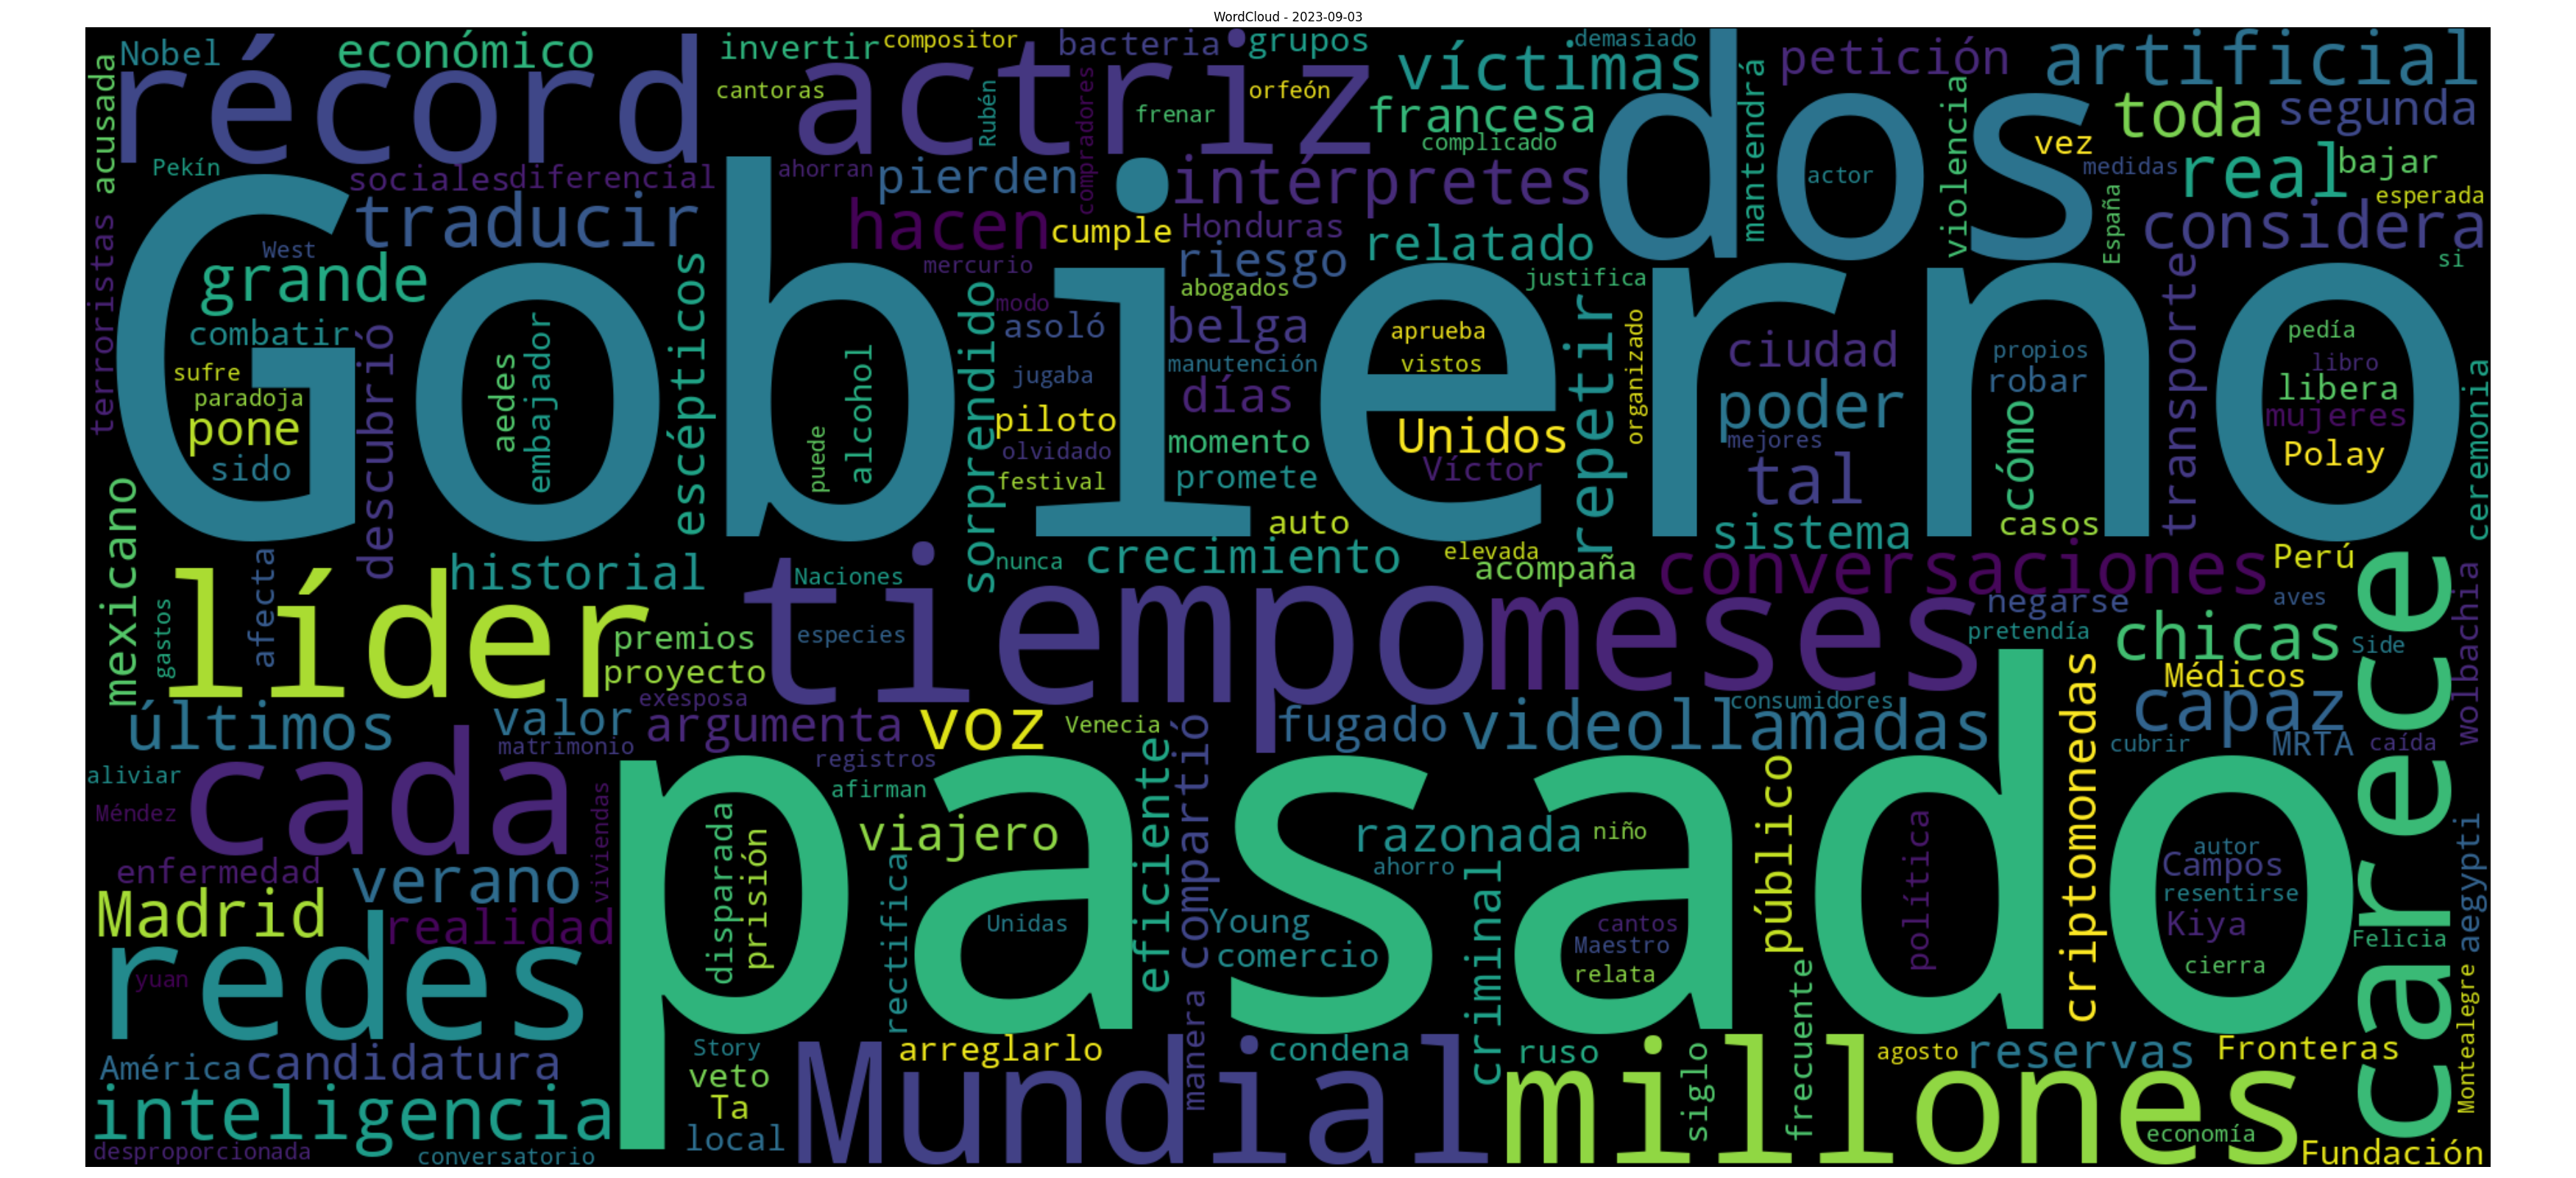 WordCloud - 2023-09-03
Nobel
económico
invertir
compositor
bacteria
grupos
demasiado
víctimas
petición
artificial
récord
actriz
dos
acusada
cantoras
Rubén
compradores
frenar
orfeón
francesa
complicado
mantendrá
violencia
vez
toda
segunda
Pekín
sociales
diferencial
ahorran
pierden
intérpretes
actor
medidas
real
bajar
esperada
terroristas
West
traducir
hacen
cumple
Honduras
relatado
España
considera
si
Gobierno
grande
mercurio
riesgo
abogados
justifica
combatir
descubrió
aedes
embajador
escépticos
alcohol
puede
sorprendido
modo
asoló
belga
aprueba
vistos
repetir
organizado
ciudad
propios
robar
transporte
pedía
libro
libera
mujeres
Polay
ceremonia
sufre
paradoja
pone
sido
jugaba
piloto
olvidado
festival
manutención
días
momento
promete
Unidos
Víctor
poder
mejores
tal
cómo
casos
sistema
auto
mexicano
gastos
afecta
historial
nunca
Naciones
crecimiento
elevada
acompaña
conversaciones
Perú
líder
tiempo
meses
negarse
aves
wolbachia
premios
proyecto
especies
pretendía
chicas
Side
carece
exesposa
últimos
valor
matrimonio
argumenta
voz
Venecia
fugado
videollamadas
consumidores
criptomonedas
Médicos
capaz
cubrir
MRTA
caída
cada
aliviar
Méndez
viviendas
registros
afirman
pasado
eficiente
compartió
manera
público
enfermedad
verano
disparada
prisión
viajero
rectifica
razonada
niño
ahorro
criminal
política
autor
Campos
resentirse
Kiya
cierra
aegypti
Felicia
Montealegre
Madrid
realidad
redes
yuan
Unidas
Young
comercio
cantos
Maestro
relata
frecuente
América
candidatura
Story
veto
Ta
local
arreglarlo
Mundial
condena
ruso
siglo
agosto
reservas
Fronteras
inteligencia
millones
economía
desproporcionada
conversatorio
Fundación